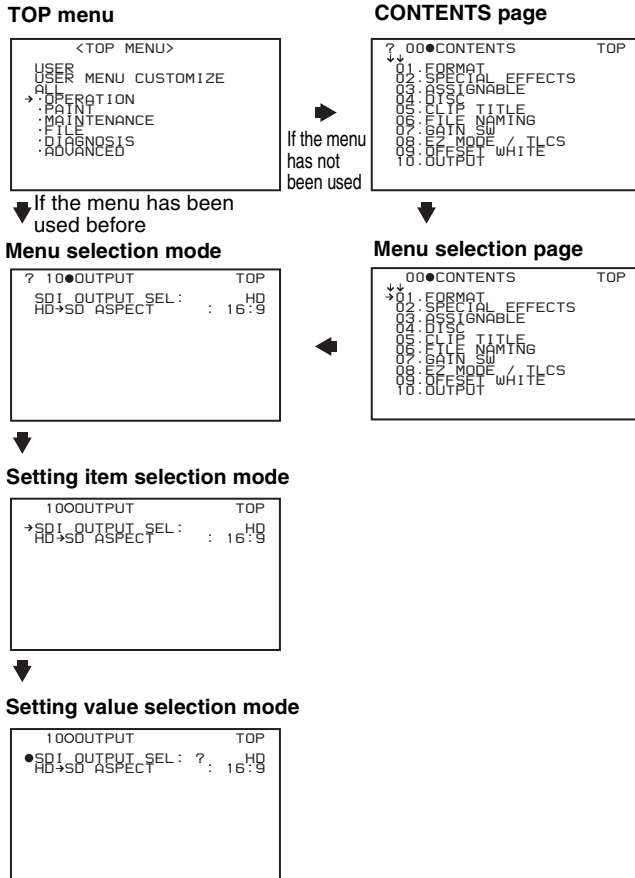 TOP menu
<TOP MENU>
USER
USER MENU CUSTOMIZE
ALL
→·OPERATION
·PAINT
·MAINTENANCE
·FILE
·DIAGNOSIS
·ADVANCED
If the menu
has not
been used
CONTENTS page
? 00●CONTENTS TOP
↓↓
01.FORMAT
02.SPECIAL EFFECTS
03.ASSIGNABLE
04.DISC
05.CLIP TITLE
06.FILE NAMING
07.GAIN SW
08.EZ MODE / TLCS
09.OFFSET WHITE
10.OUTPUT
If the menu has been
used before
Menu selection mode
? 10●OUTPUT TOP
SDI OUTPUT SEL: HD
HD→SD ASPECT : 16:9
Menu selection page
00●CONTENTS TOP
↓↓
→01.FORMAT
02.SPECIAL EFFECTS
03.ASSIGNABLE
04.DISC
05.CLIP TITLE
06.FILE NAMING
07.GAIN SW
08.EZ MODE / TLCS
09.OFFSET WHITE
10.OUTPUT
Setting item selection mode
10○OUTPUT TOP
→SDI OUTPUT SEL: HD
HD→SD ASPECT : 16:9
Setting value selection mode
10○OUTPUT TOP
●SDI OUTPUT SEL: ? HD
HD→SD ASPECT : 16:9